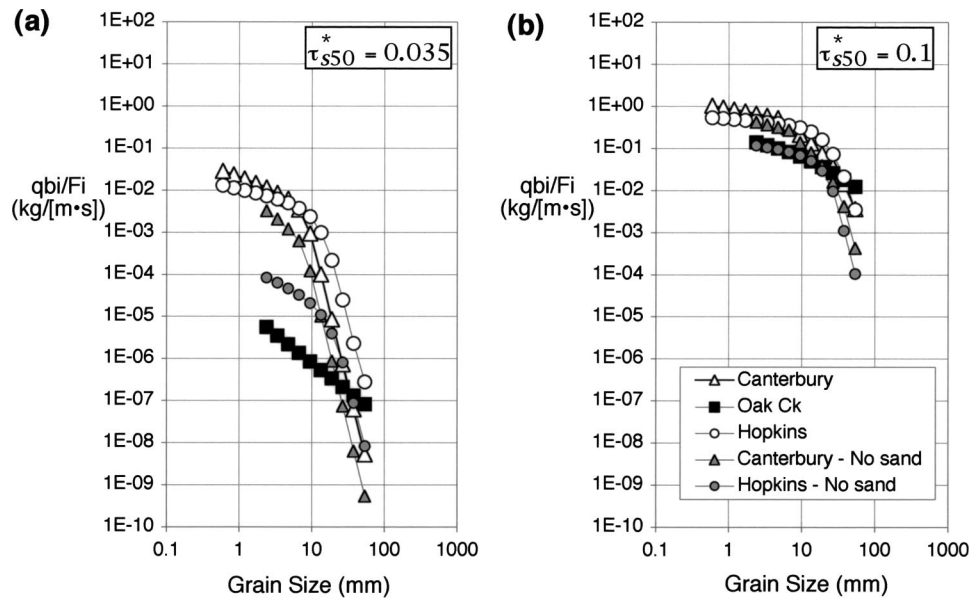 (a)
τ*s50 = 0.035
1E+02
1E+01
1E+00
1E-01
1E-02
1E-03
1E-04
1E-05
1E-06
1E-07
1E-08
1E-09
1E-10
qbi/Fi
(kg/[m•s])
0.1 1 10 100 1000
Grain Size (mm)
(b)
τ*s50 = 0.1
1E+02
1E+01
1E+00
1E-01
1E-02
1E-03
1E-04
1E-05
1E-06
1E-07
1E-08
1E-09
1E-10
qbi/Fi
(kg/[m•s])
Canterbury
Oak Ck
Hopkins
Canterbury - No sand
Hopkins - No sand
0.1 1 10 100 1000
Grain Size (mm)